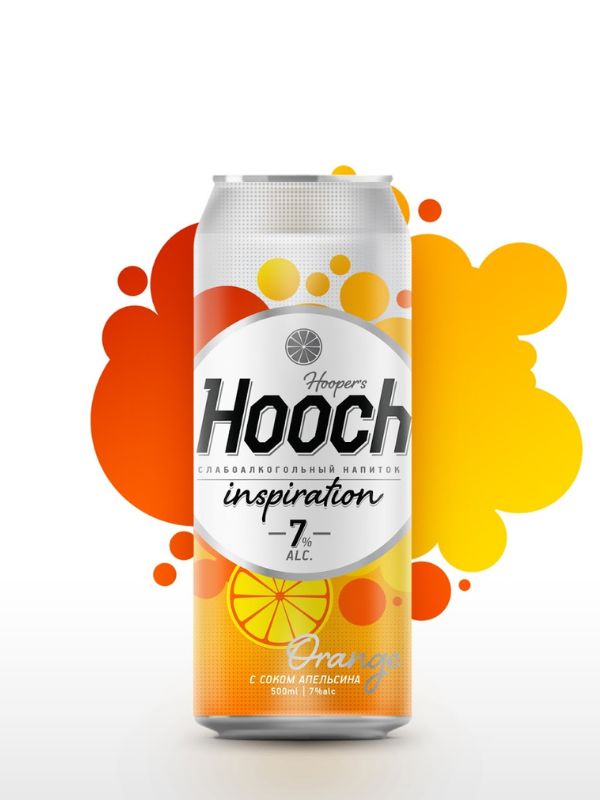 Hooper's
Hooch
СЛАБОАЛКОГОЛЬНЫЙ НАПИТОК
inspiration
7%
ALC.
Orange
С СОКОМ АПЕЛЬСИНА
500ml | 7%alc